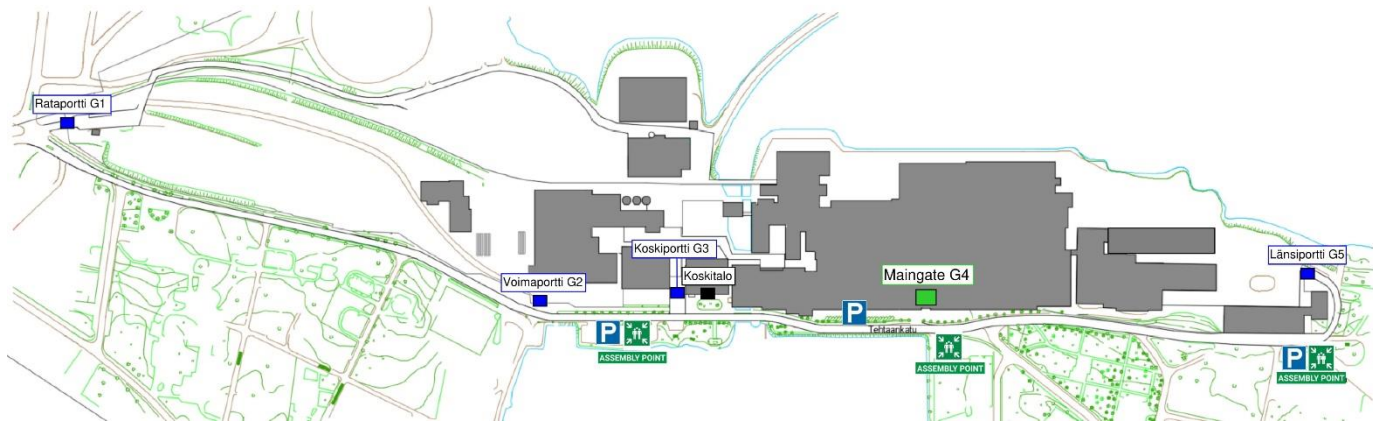 Rataportti G1
Koskiportti G3
Länsiportti G5
Voimaportti G2
Koskitalo
Maingate G4
P
Tehtaankatu
P
ASSEMBLY POINT
ASSEMBLY POINT
P
ASSEMBLY POINT